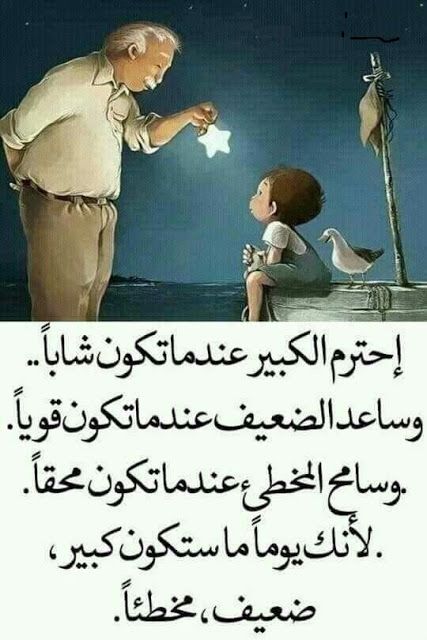 إحترم الكبير عندما تكون شاباً..
وساعد الضعيف عندما تكون قوياً.
.وسامح المخطئ عندما تكون محقاً.
.لأنك يوماً ما ستكون كبير،
ضعيف، مخطئاً.